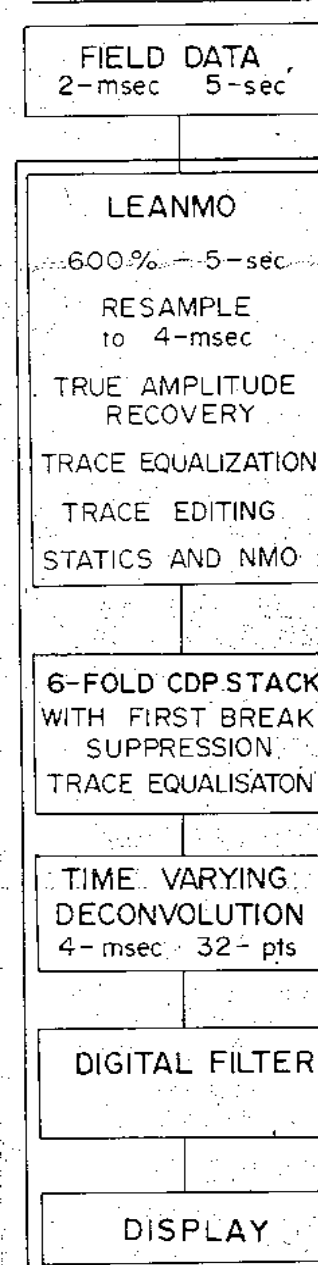 FIELD DATA
2-msec 5-sec
LEANMO
600% - 5-sec
RESAMPLE
to 4-msec
TRUE AMPLITUDE
RECOVERY
TRACE EQUALIZATION
TRACE EDITING
STATICS AND NMO
6-FOLD CDP STACK
WITH FIRST BREAK
SUPPRESSION
TRACE EQUALISATON
TIME VARYING
DECONVOLUTION
4-msec 32-pts
DIGITAL FILTER
DISPLAY